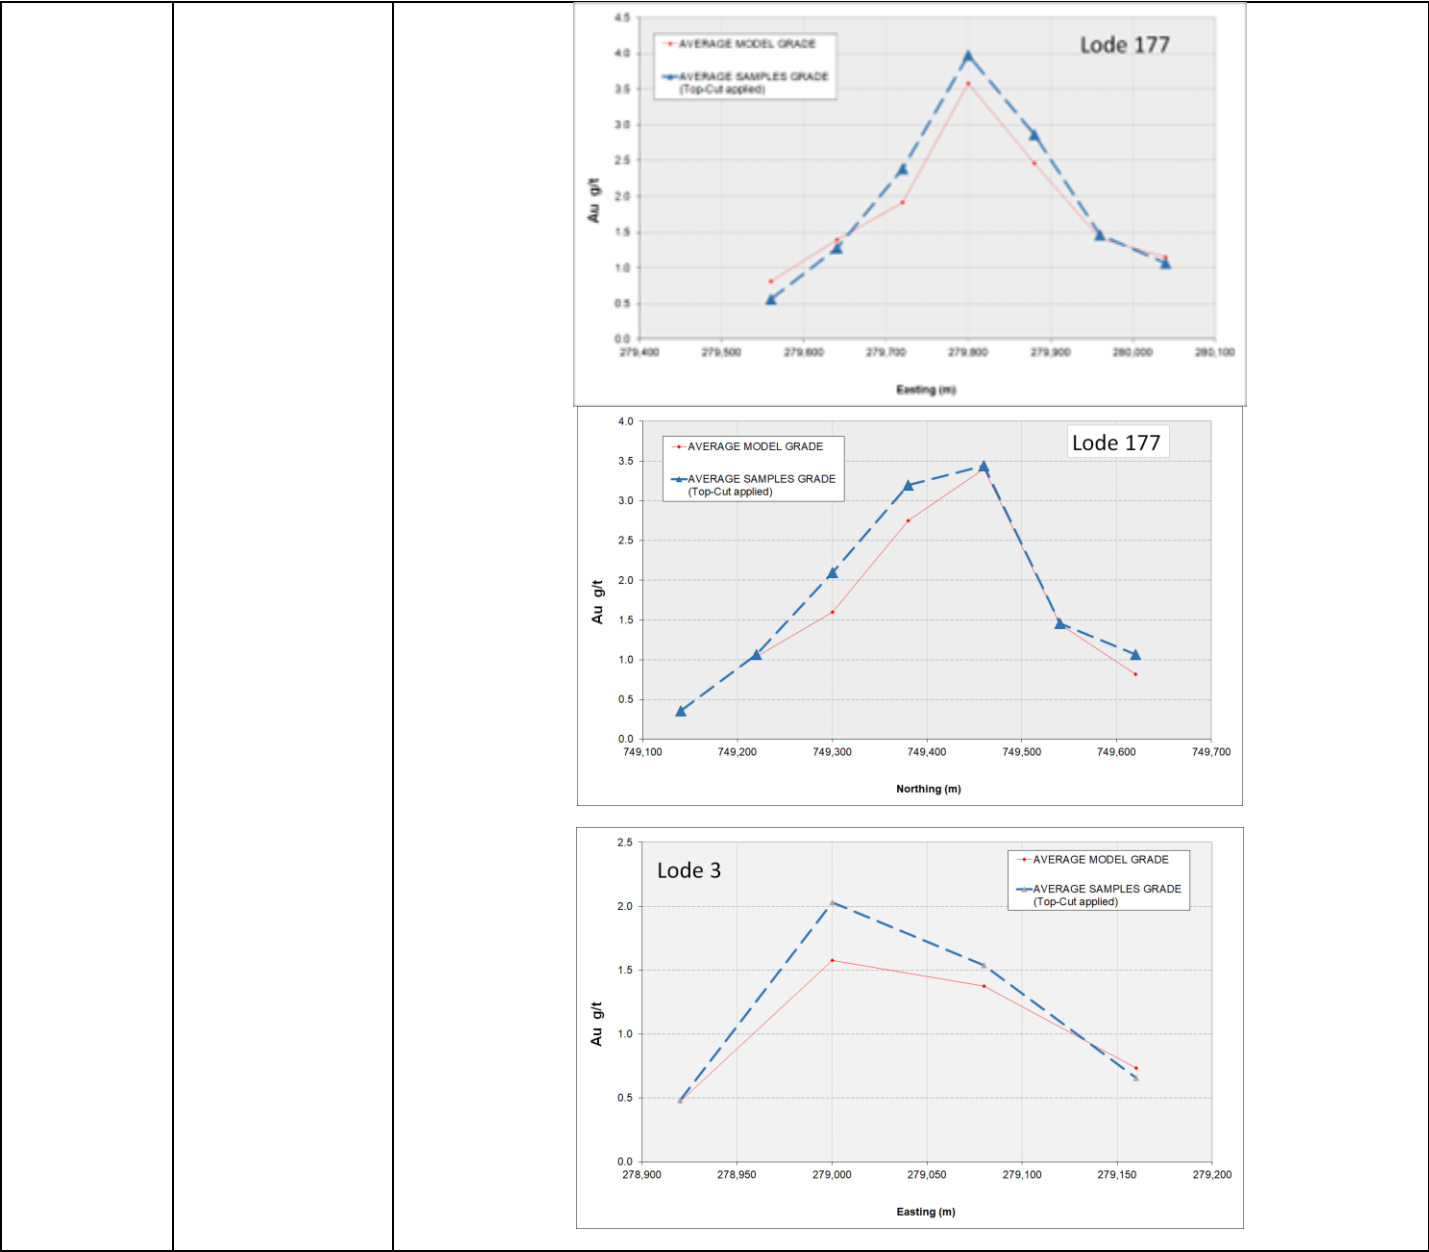 4.5
4.0
3.5
3.0
2.5
2.0
1.5
1.0
0.5
0.0
Au g/t
AVERAGE MODEL GRADE
AVERAGE SAMPLES GRADE
(Top-Cut applied)
Lode 177
279,400 279,500 279,600 279,700 279,800 279,900 280,000 280,100
Easting (m)
4.0
3.5
3.0
2.5
2.0
1.5
1.0
0.5
0.0
Au g/t
AVERAGE MODEL GRADE
AVERAGE SAMPLES GRADE
(Top-Cut applied)
Lode 177
749,100 749,200 749,300 749,400 749,500 749,600 749,700
Northing (m)
2.5
2.0
1.5
1.0
0.5
0.0
Au g/t
Lode 3
AVERAGE MODEL GRADE
AVERAGE SAMPLES GRADE
(Top-Cut applied)
278,900 278,950 279,000 279,050 279,100 279,150 279,200
Easting (m)